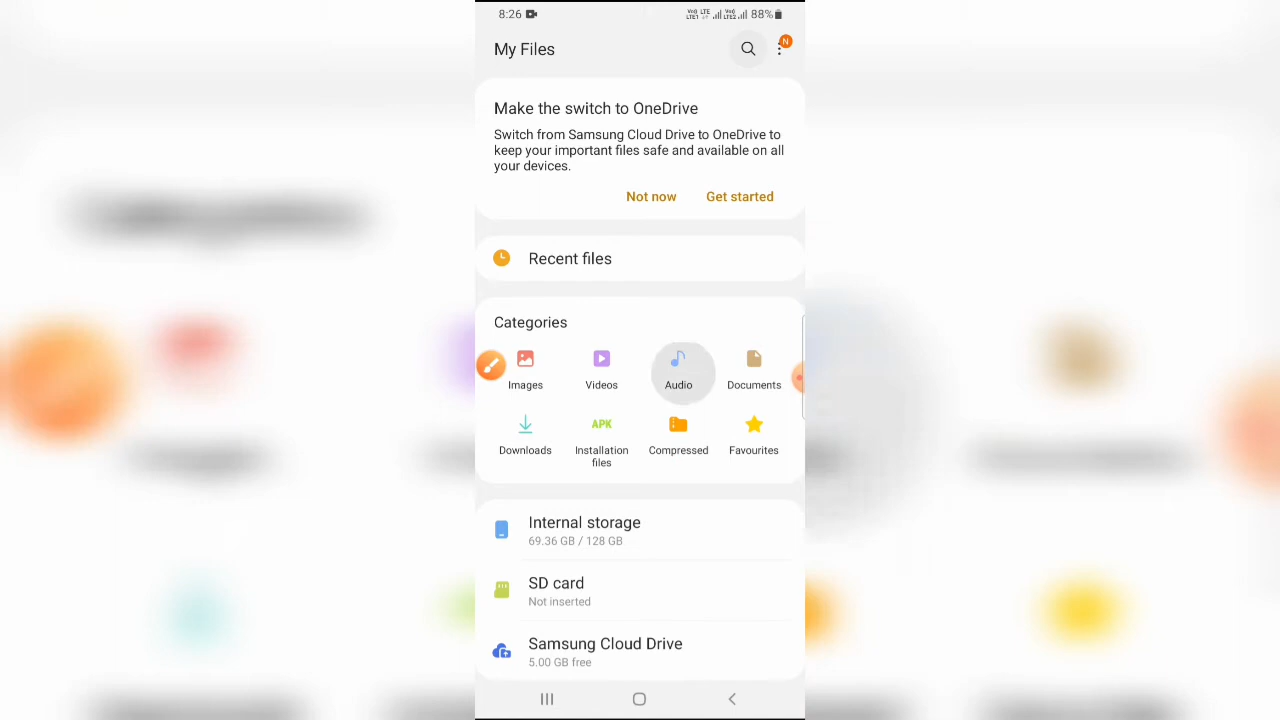 8:26 88%
My Files
N
Make the switch to OneDrive
Switch from Samsung Cloud Drive to OneDrive to
keep your important files safe and available on all
your devices.
Not now Get started
Recent files
Categories
Images Videos Audio Documents
APK
Downloads Installation files Compressed Favourites
Internal storage
69.36 GB / 128 GB
SD card
Not inserted
Samsung Cloud Drive
5.00 GB free